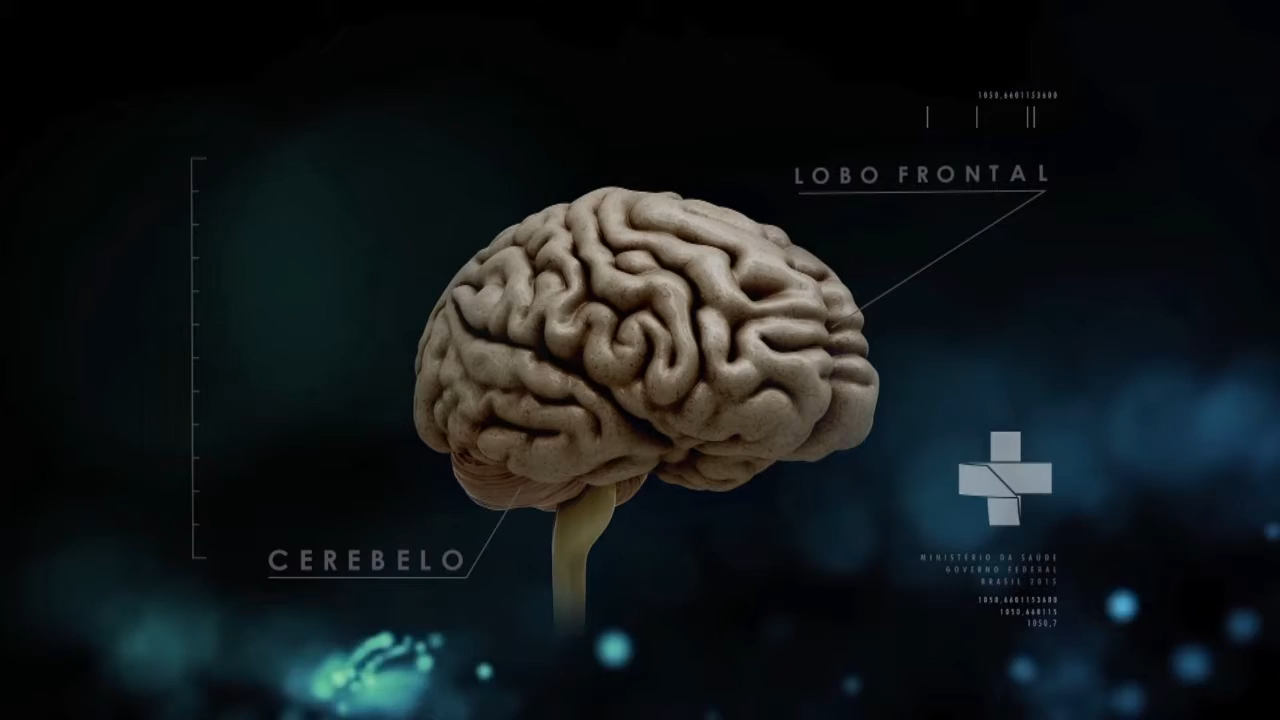 1050,6601153600
LOBO FRONTAL
CEREBELO
MINISTÉRIO DA SAÚDE
GOVERNO FEDERAL
BRASIL 2015
1050,6601153600
1050,660115
1050,7